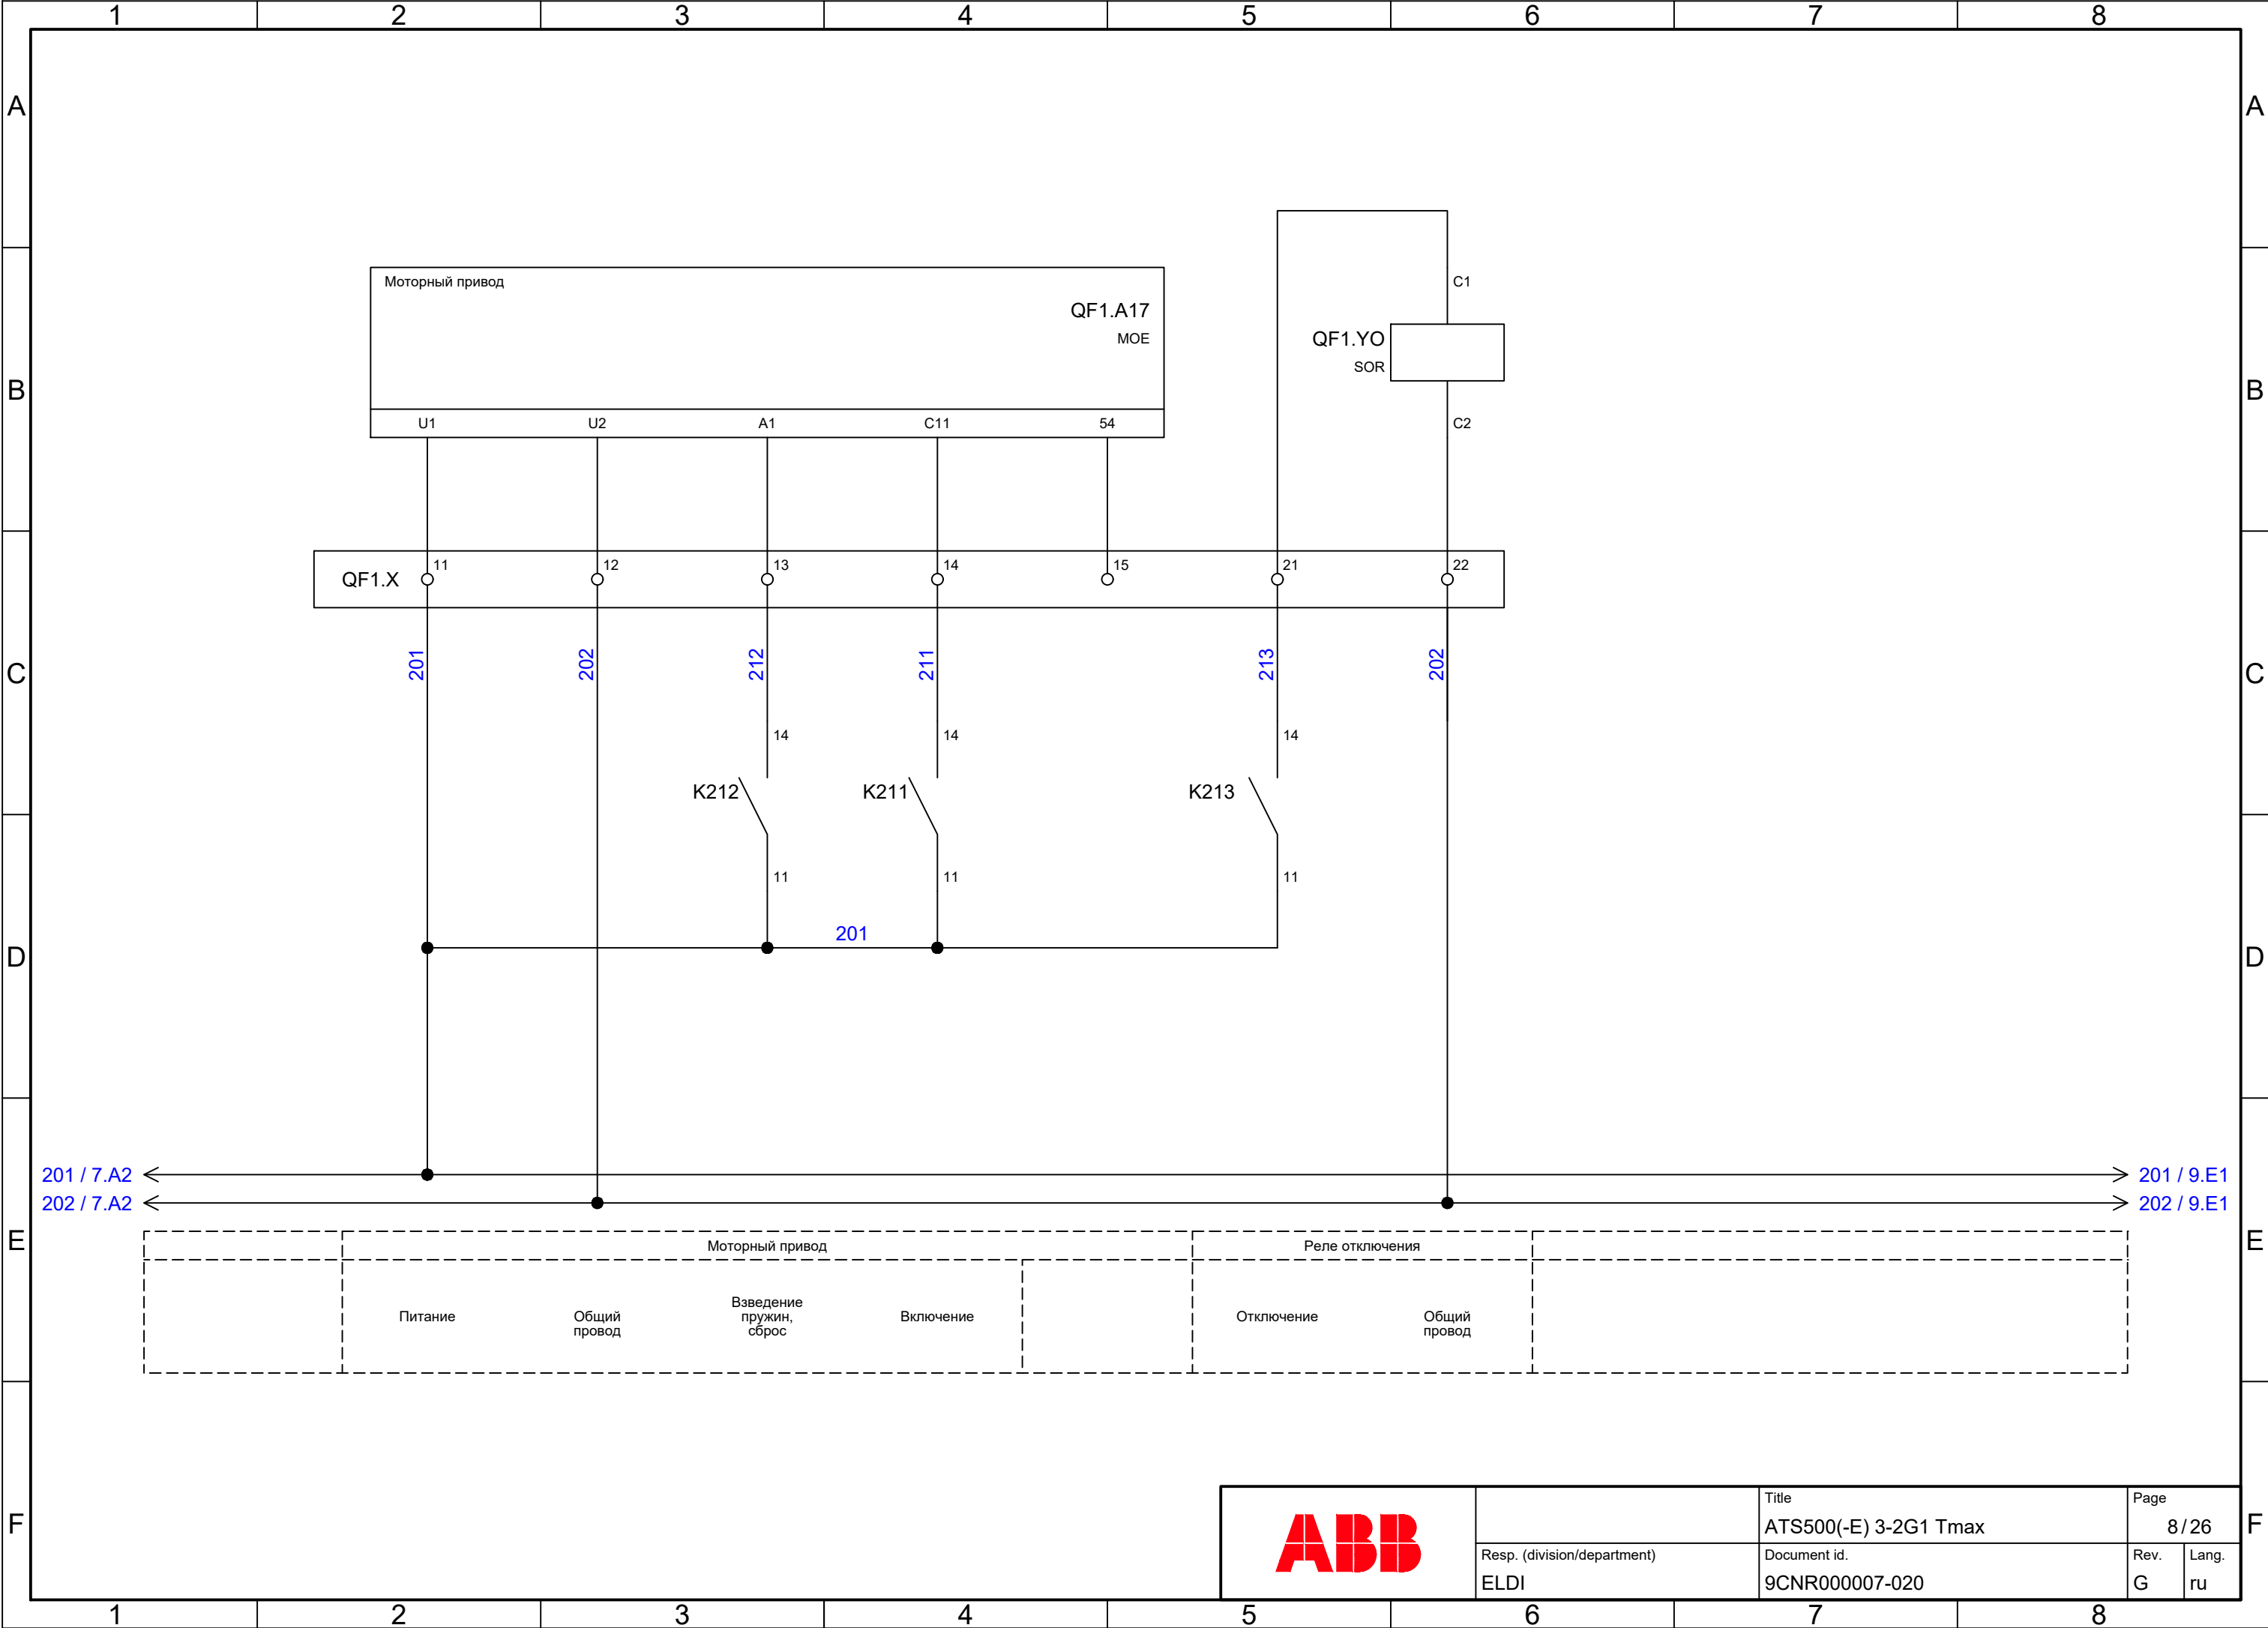 1 2 3 4 5 6 7 8
A A
Моторный привод
QF1.A17
MOE
C1
QF1.YO
SOR
B B
U1 U2 A1 C11 54
C2
QF1.X 11 12 13 14 15 21 22
201 202 212 211 213 202
C C
14 14 14
K212 K211 K213
11 11 11
201
D D
201 / 7.A2 201 / 9.E1
202 / 7.A2 202 / 9.E1
E E
Моторный привод Реле отключения
Питание
Общий
провод
Взведение
пружин,
сброс
Включение
Отключение
Общий
провод
F F
ABB
Title
ATS500(-E) 3-2G1 Tmax
Page
8/26
Resp. (division/department)
ELDI
Document id.
9CNR000007-020
Rev.
G
Lang.
ru
1 2 3 4 5 6 7 8